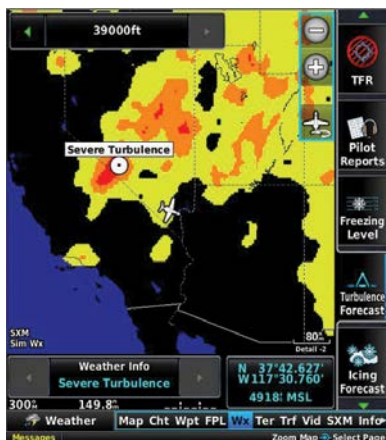 39000ft
TFR
Severe Turbulence
Pilot
Reports
Freezing
Level
Turbulence
Forecast
SXM
Sim Wx
80
Detail -2
Icing
Forecast
Weather Info
Severe Turbulence
N 37°42.627'
W117°30.760'
4918 MSL
300
149.8
Weather
Map Cht Wpt FPL Wx Ter Trf Vid SXM Info
Messages
Zoom Map Select Page